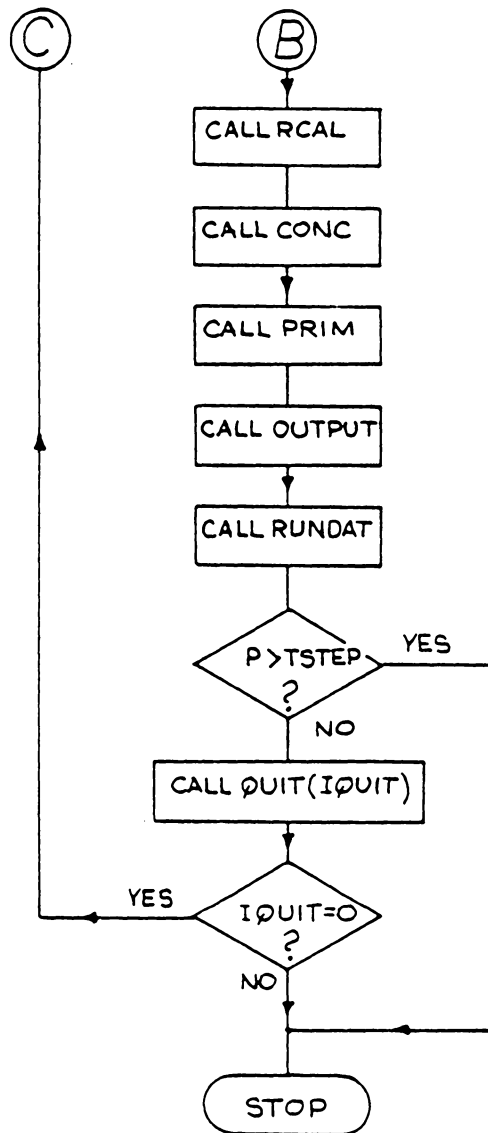 C
B
CALL RCAL
CALL CONC
CALL PRIM
CALL OUTPUT
CALL RUNDAT
P>TSTEP
?
YES
NO
CALL QUIT(IQUIT)
YES
IQUIT=0
?
NO
STOP